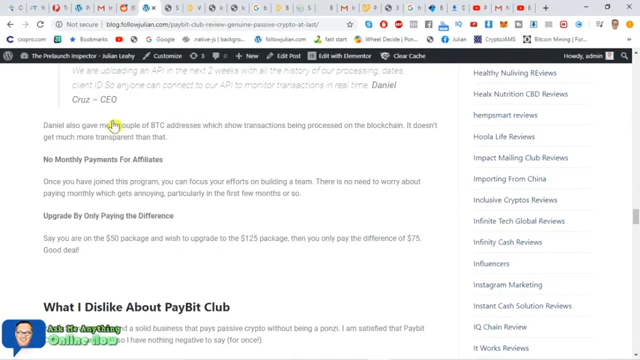 Not secure | blog.followjulian.com/paybit-club-review-genuine-passive-crypto-at-last/
cxxpro.com
.native-js | background
Wheel Decide | Po...
Julian
CryptoJAMS
Bitcoin Mining | F...
The Prelaunch Inspector - Julian Leahy
Customize
3
1
New
Edit Post
Edit with Elementor
Clear Cache
Howdy, admin
We are uploading an API in the next 2 weeks with all the history of our processing, dates,
client ID So anyone can connect to our API to monitor transactions in real time. Daniel
Cruz – CEO
Daniel also gave me couple of BTC addresses which show transactions being processed on the blockchain. It doesn't
get much more transparent than that.
No Monthly Payments For Affiliates
Once you have joined this program, you can focus your efforts on building a team. There is no need to worry about
paying monthly which gets annoying, particularly in the first few months or so.
Upgrade By Only Paying the Difference
Say you are on the $50 package and wish to upgrade to the $125 package, then you only pay the difference of $75.
Good deal!
What I Dislike About PayBit Club
and a solid business that pays passive crypto without being a ponzi. I am satisfied that Paybit
so I have nothing negative to say (for once!).
Healthy Nuliving REviews
Healthy Living Reviews
hempsmart reviews
Hoola Life Reviews
Impact Mailing Club Reviews
Importing From China
Inclusive Cryptos Reviews
Infinite Tech Global Reviews
Infinity Cash Reviews
Influencers
Instagram Marketing
Instant Cash Solution Reviews
IQ Chain Review
It Works Reviews
Ask Me Anything
Online Now